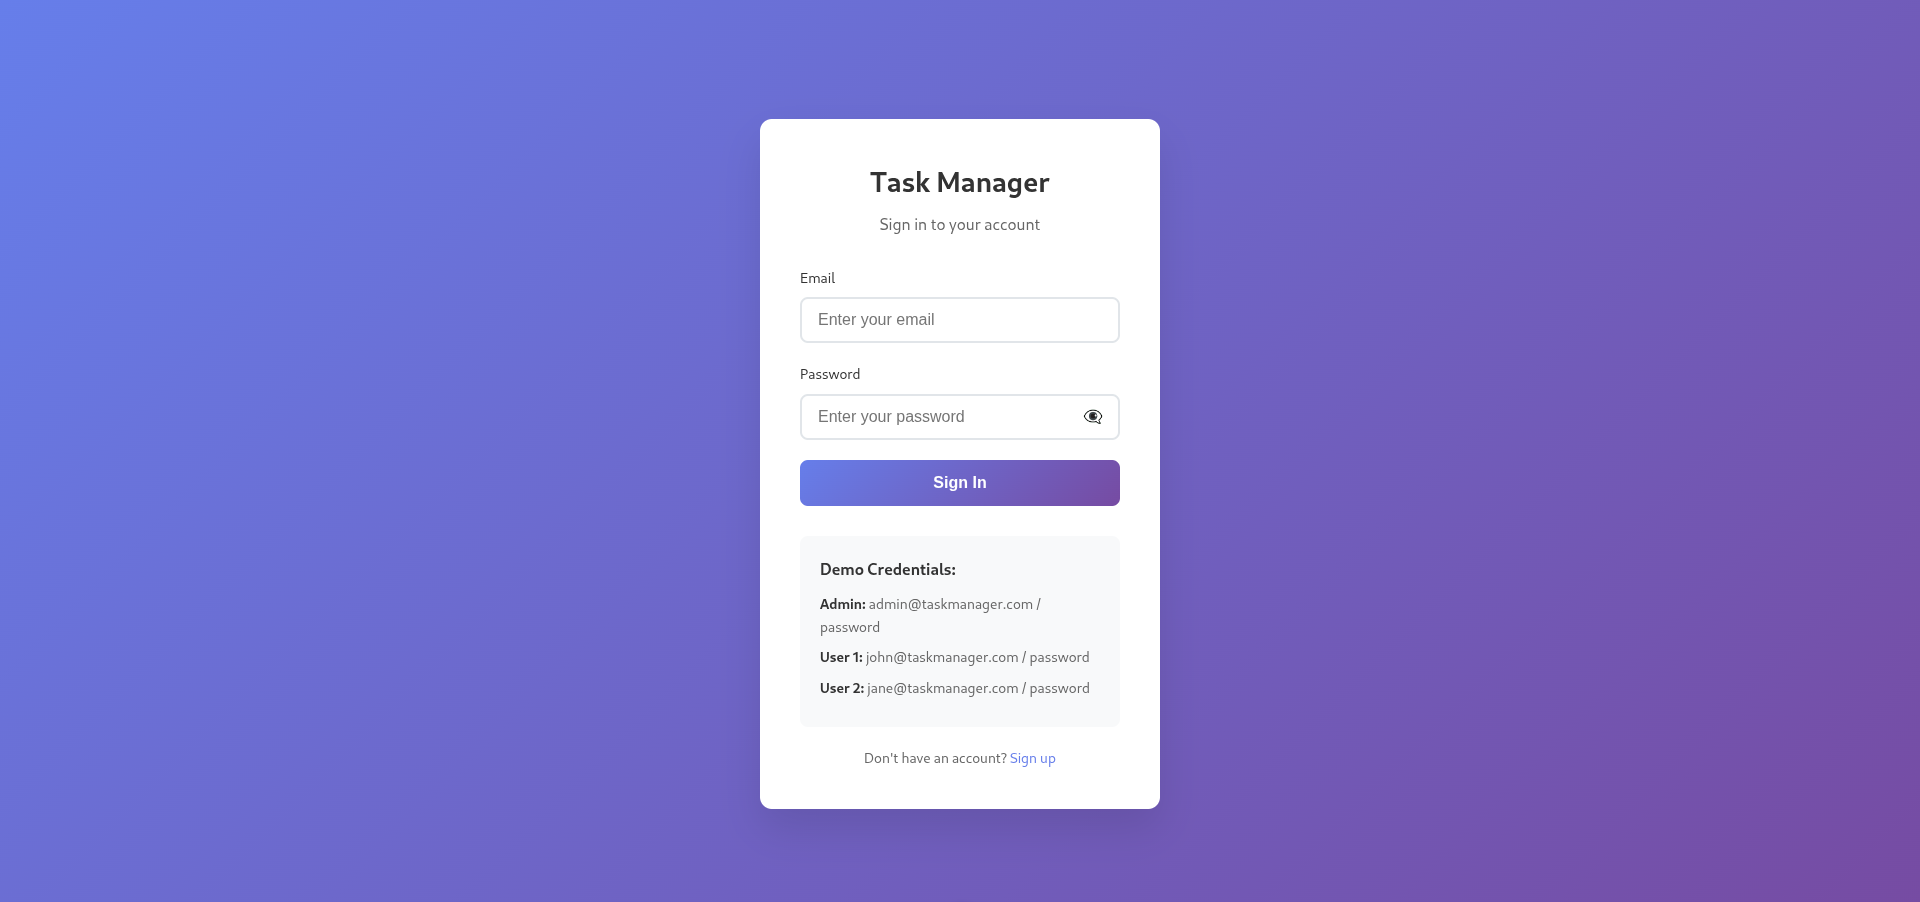 Task Manager
Sign in to your account
Email
Enter your email
Password
Enter your password
Sign In
Demo Credentials:
Admin: admin@taskmanager.com /
password
User 1: john@taskmanager.com / password
User 2: jane@taskmanager.com / password
Don't have an account? Sign up